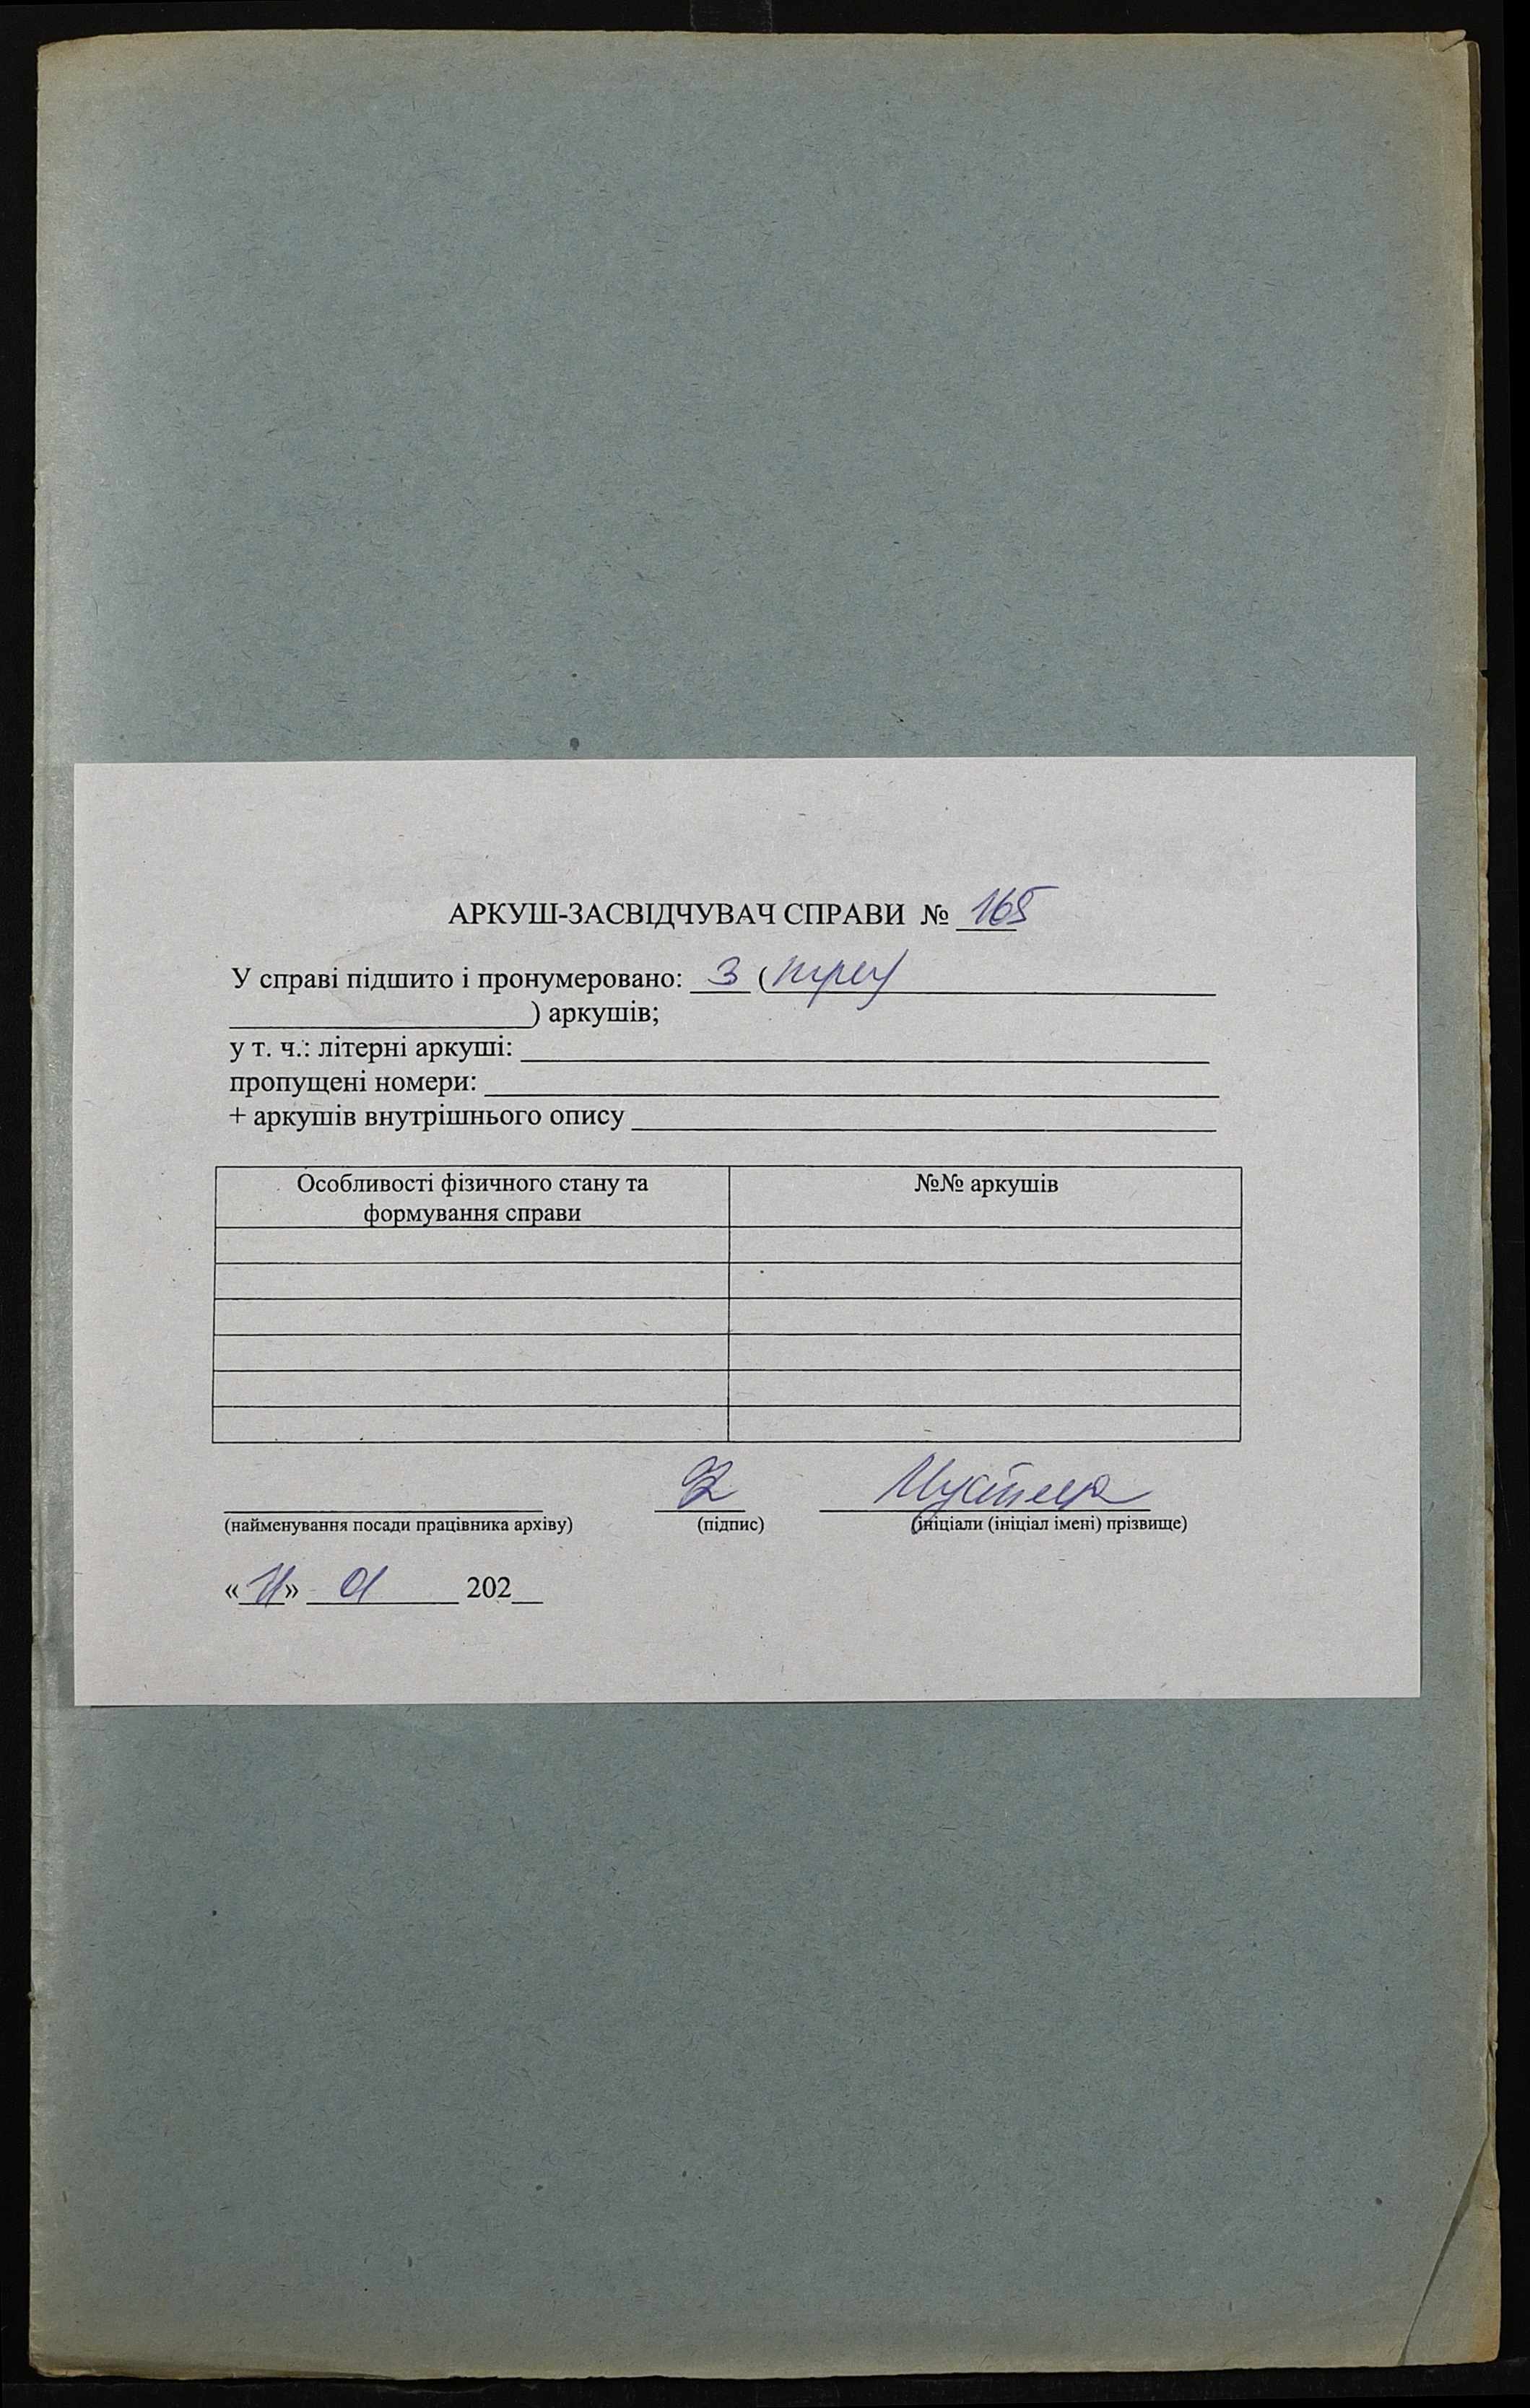 АРКУШ-ЗАСВІДЧУВАЧ СПРАВИ № 165
У справі підшито і пронумеровано: 3 (три)
) аркушів;
у т. ч.: літерні аркуші:
пропущені номери:
+ аркушів внутрішнього опису
Особливості фізичного стану та №№ аркушів
формування справи
(найменування посади працівника архіву) (підпис) (ініціали (ініціал імені) прізвище)
«11» 01 202